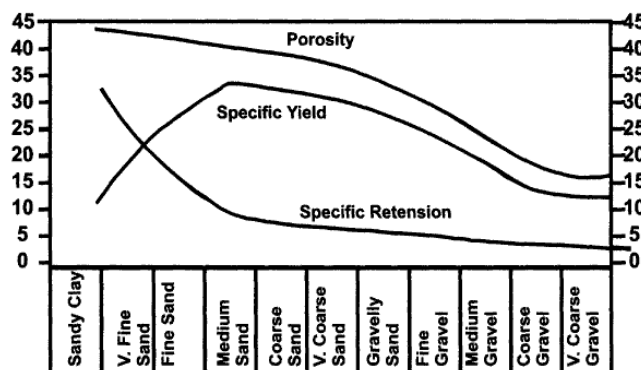 45
40
35
30
25
20
15
10
5
0
Porosity
Specific Yield
Specific Retension
45
40
35
30
25
20
15
10
5
0
Sandy Clay
V. Fine
Sand
Fine Sand
Medium
Sand
Coarse
Sand
V. Coarse
Sand
Gravelly
Sand
Fine
Gravel
Medium
Gravel
Coarse
Gravel
V. Coarse
Gravel